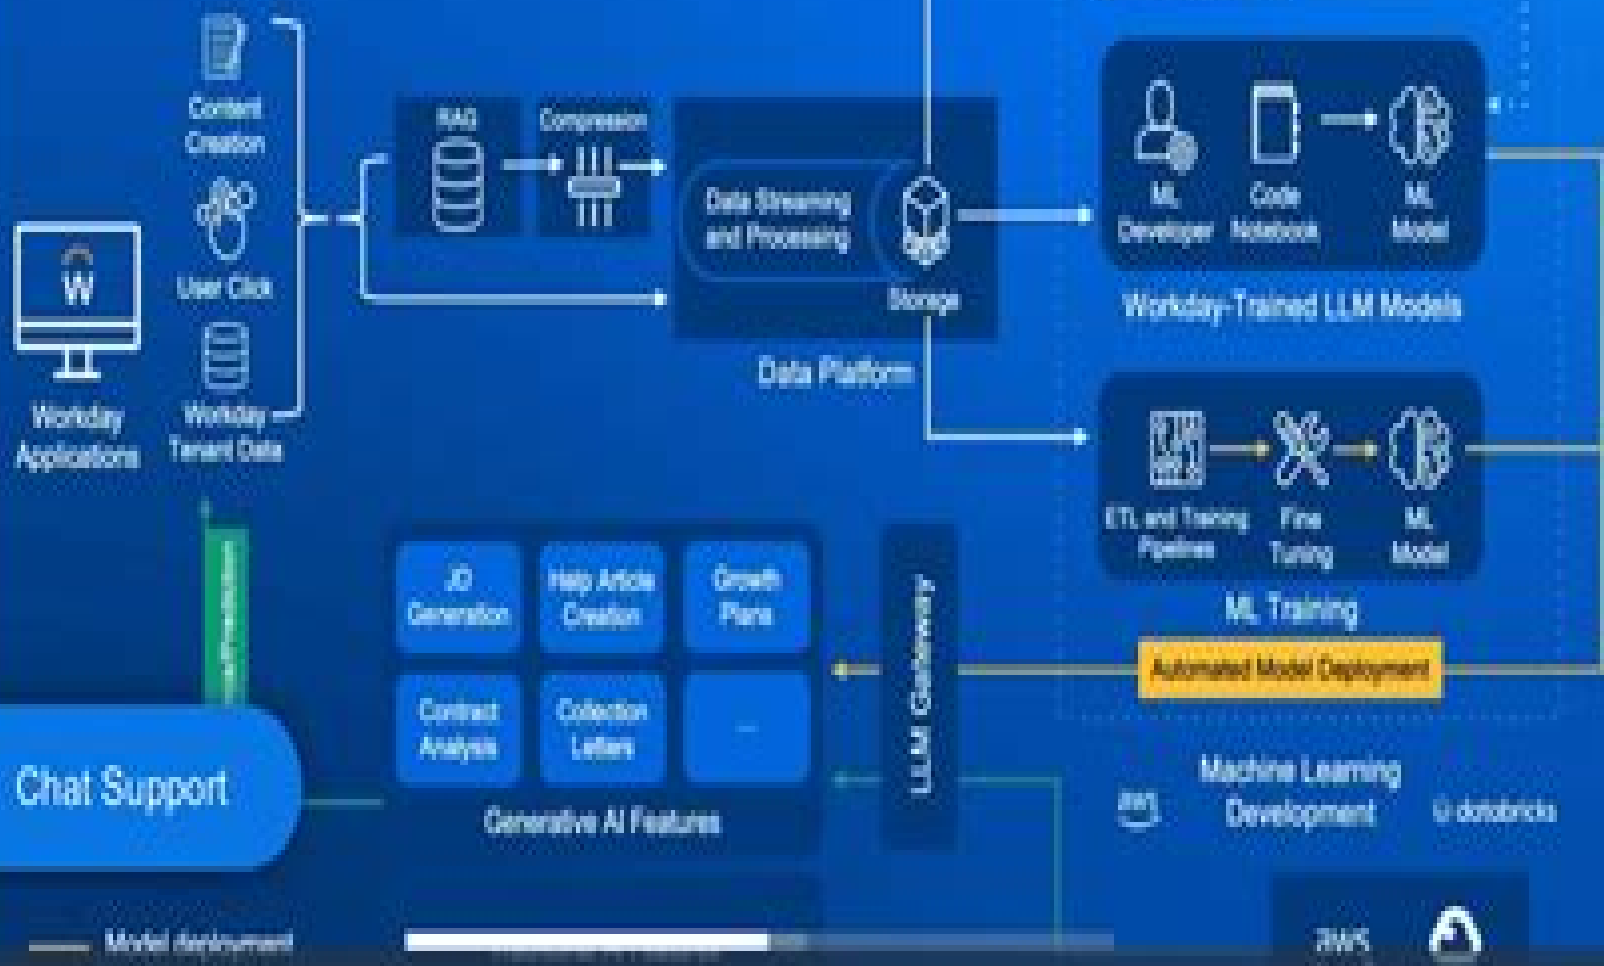 Content
Creation
User Click
Workday
Tenant Data
W
Workday
Applications
RAG
Compression
Data Streaming
and Processing
Storage
Data Platform
ML
Developer
Code
Notebook
ML
Model
Workday-Trained LLM Models
ETL and Training
Pipelines
Fine
Tuning
ML
Model
ML Training
Automated Model Deployment
JD
Generation
Help Article
Creation
Growth
Plans
Contract
Analysis
Collection
Letters
...
Generative AI Features
LLM Gateway
Chat Support
Machine Learning
Development
aws
databricks
Model deployment
aws